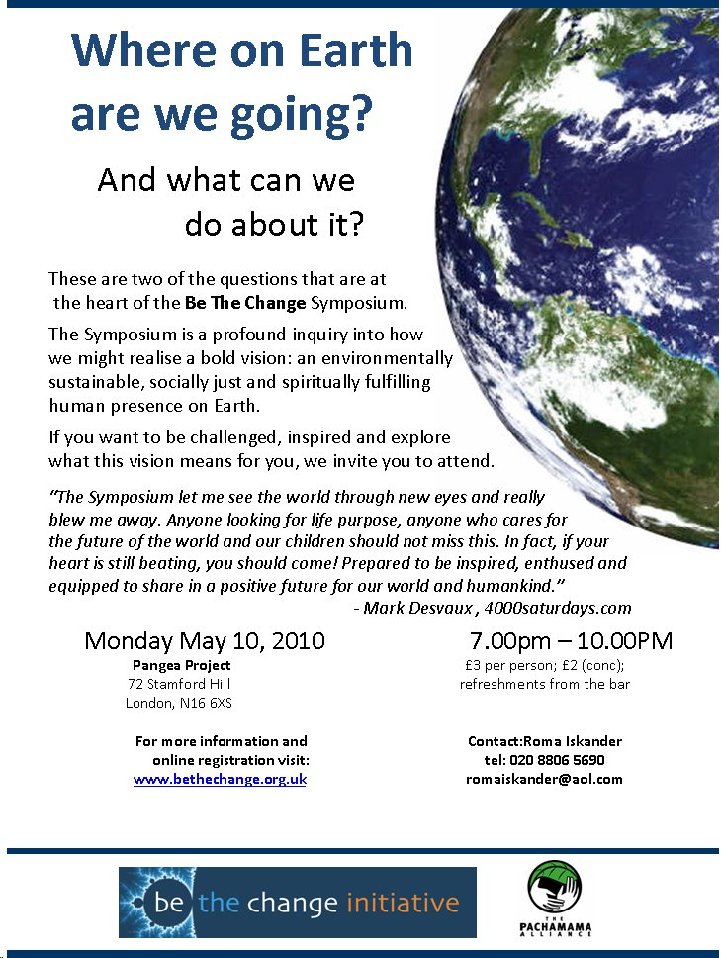 Where on Earth
are we going?
And what can we
do about it?
These are two of the questions that are at
the heart of the Be The Change Symposium.
The Symposium is a profound inquiry into how
we might realise a bold vision: an environmentally
sustainable, socially just and spiritually fulfilling
human presence on Earth.
If you want to be challenged, inspired and explore
what this vision means for you, we invite you to attend.
“The Symposium let me see the world through new eyes and really
blew me away. Anyone looking for life purpose, anyone who cares for
the future of the world and our children should not miss this. In fact, if your
heart is still beating, you should come! Prepared to be inspired, enthused and
equipped to share in a positive future for our world and humankind.”
- Mark Desvaux , 4000saturdays.com
Monday May 10, 2010
7.00pm – 10.00PM
Pangea Project
72 Stamford Hill
London, N16 6XS
£3 per person; £2 (conc);
refreshments from the bar
For more information and
online registration visit:
www.bethechange.org.uk
Contact:Roma Iskander
tel: 020 8806 5690
romaiskander@aol.com
be the change initiative
THE
PACHAMAMA
ALLIANCE